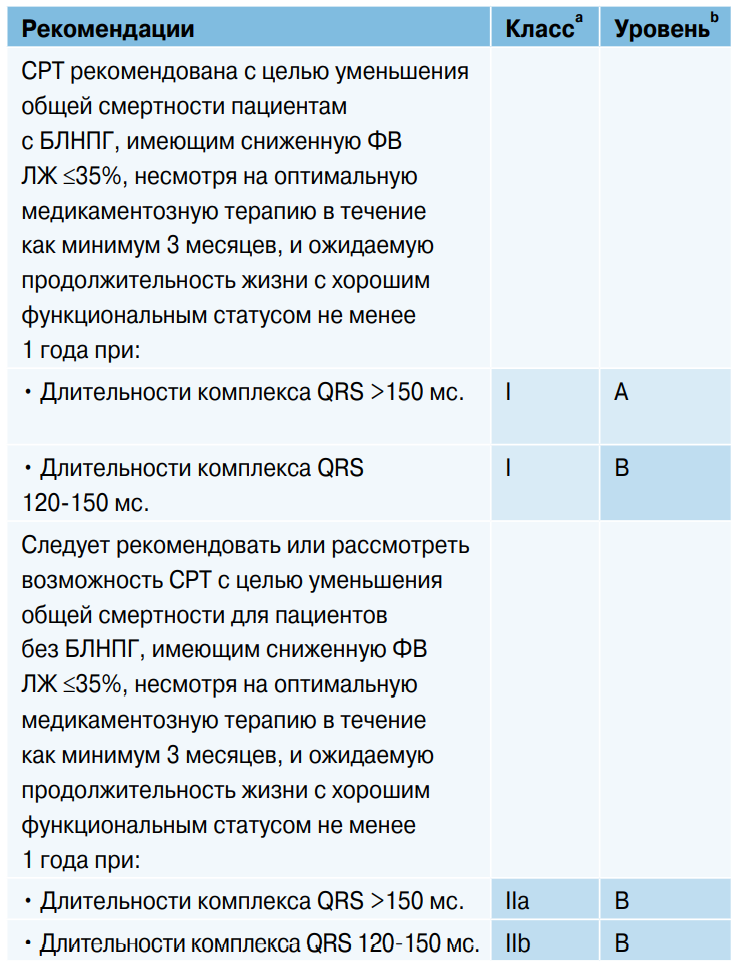 Рекомендации Классa Уровеньb
СРТ рекомендована с целью уменьшения
общей смертности пациентам
с БЛНПГ, имеющим сниженную ФВ
ЛЖ ≤35%, несмотря на оптимальную
медикаментозную терапию в течение
как минимум 3 месяцев, и ожидаемую
продолжительность жизни с хорошим
функциональным статусом не менее
1 года при:
• Длительности комплекса QRS >150 мс. I A
• Длительности комплекса QRS I B
120-150 мс.
Следует рекомендовать или рассмотреть
возможность СРТ с целью уменьшения
общей смертности для пациентов
без БЛНПГ, имеющим сниженную ФВ
ЛЖ ≤35%, несмотря на оптимальную
медикаментозную терапию в течение
как минимум 3 месяцев, и ожидаемую
продолжительность жизни с хорошим
функциональным статусом не менее
1 года при:
• Длительности комплекса QRS >150 мс. IIa B
• Длительности комплекса QRS 120-150 мс. IIb B